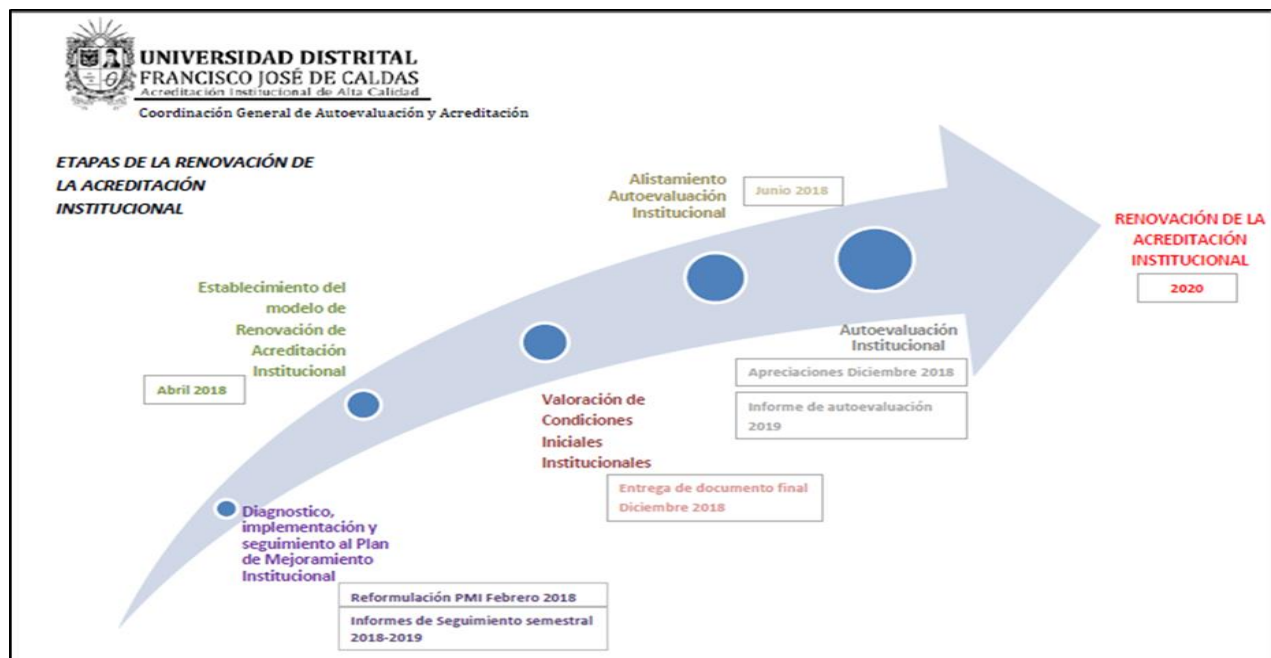 UNIVERSIDAD DISTRITAL
FRANCISCO JOSÉ DE CALDAS
Acreditación Institucional de Alta Calidad
Coordinación General de Autoevaluación y Acreditación
ETAPAS DE LA RENOVACIÓN DE
LA ACREDITACIÓN
INSTITUCIONAL
Alistamiento
Autoevaluación
Institucional
Junio 2018
RENOVACIÓN DE LA
ACREDITACIÓN
INSTITUCIONAL
2020
Establecimiento del
modelo de
Renovación de
Acreditación
Institucional
Abril 2018
Autoevaluación
Institucional
Apreciaciones Diciembre 2018
Informe de autoevaluación
2019
Valoración de
Condiciones
Iniciales
Institucionales
Entrega de documento final
Diciembre 2018
Diagnostico,
implementación y
seguimiento al Plan
de Mejoramiento
Institucional
Reformulación PMI Febrero 2018
Informes de Seguimiento semestral
2018-2019